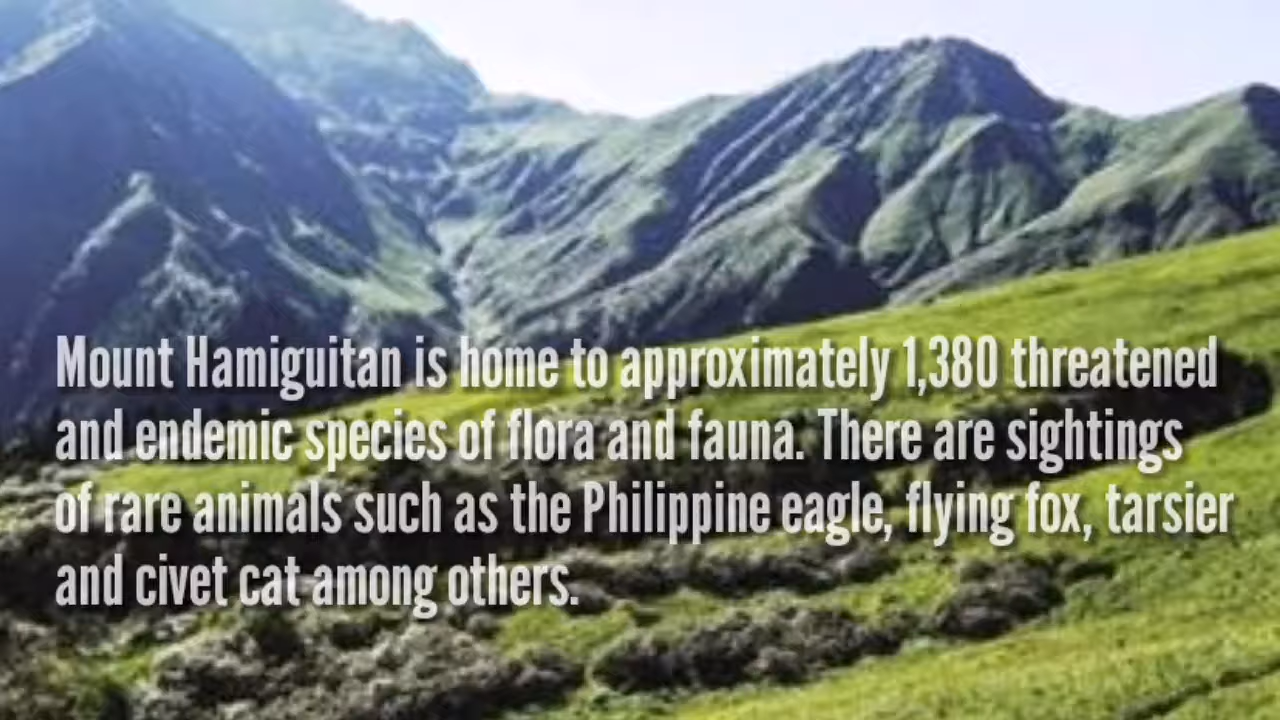 Mount Hamiguitan is home to approximately 1,380 threatened
and endemic species of flora and fauna. There are sightings
of rare animals such as the Philippine eagle, flying fox, tarsier
and civet cat among others.